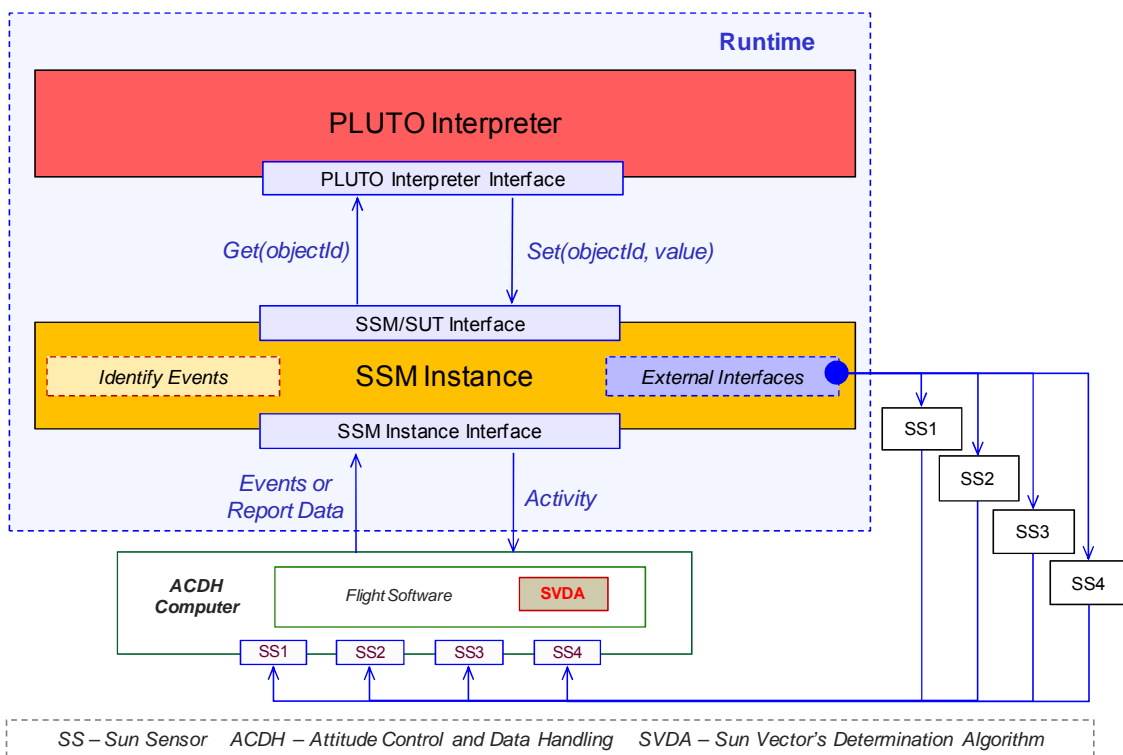 Runtime
PLUTO Interpreter
PLUTO Interpreter Interface
Get(objectId)
Set(objectId, value)
SSM/SUT Interface
Identify Events
SSM Instance
External Interfaces
SSM Instance Interface
SS1
SS2
SS3
SS4
Events or
Report Data
Activity
ACDH
Computer
Flight Software
SVDA
SS1
SS2
SS3
SS4
SS – Sun Sensor ACDH – Attitude Control and Data Handling SVDA – Sun Vector's Determination Algorithm